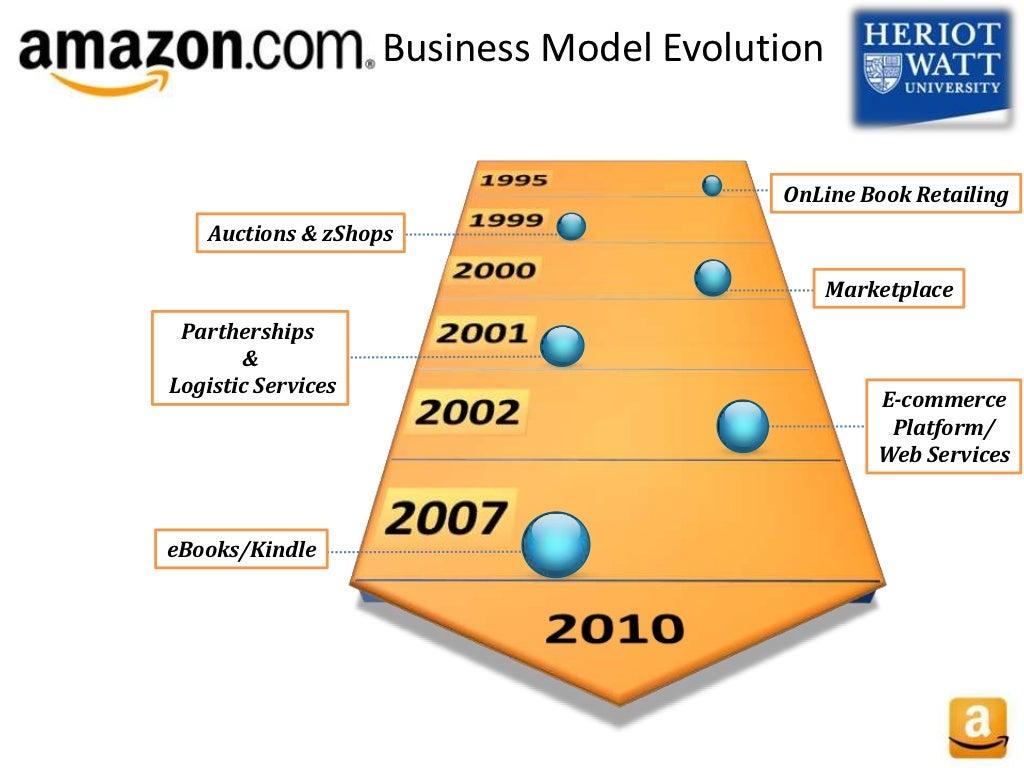 amazon.com® Business Model Evolution
HERIOT
WATT
UNIVERSITY
1995
OnLine Book Retailing
1999
Auctions & zShops
2000
Marketplace
2001
Partherships
&
Logistic Services
2002
E-commerce
Platform/
Web Services
2007
eBooks/Kindle
2010
a